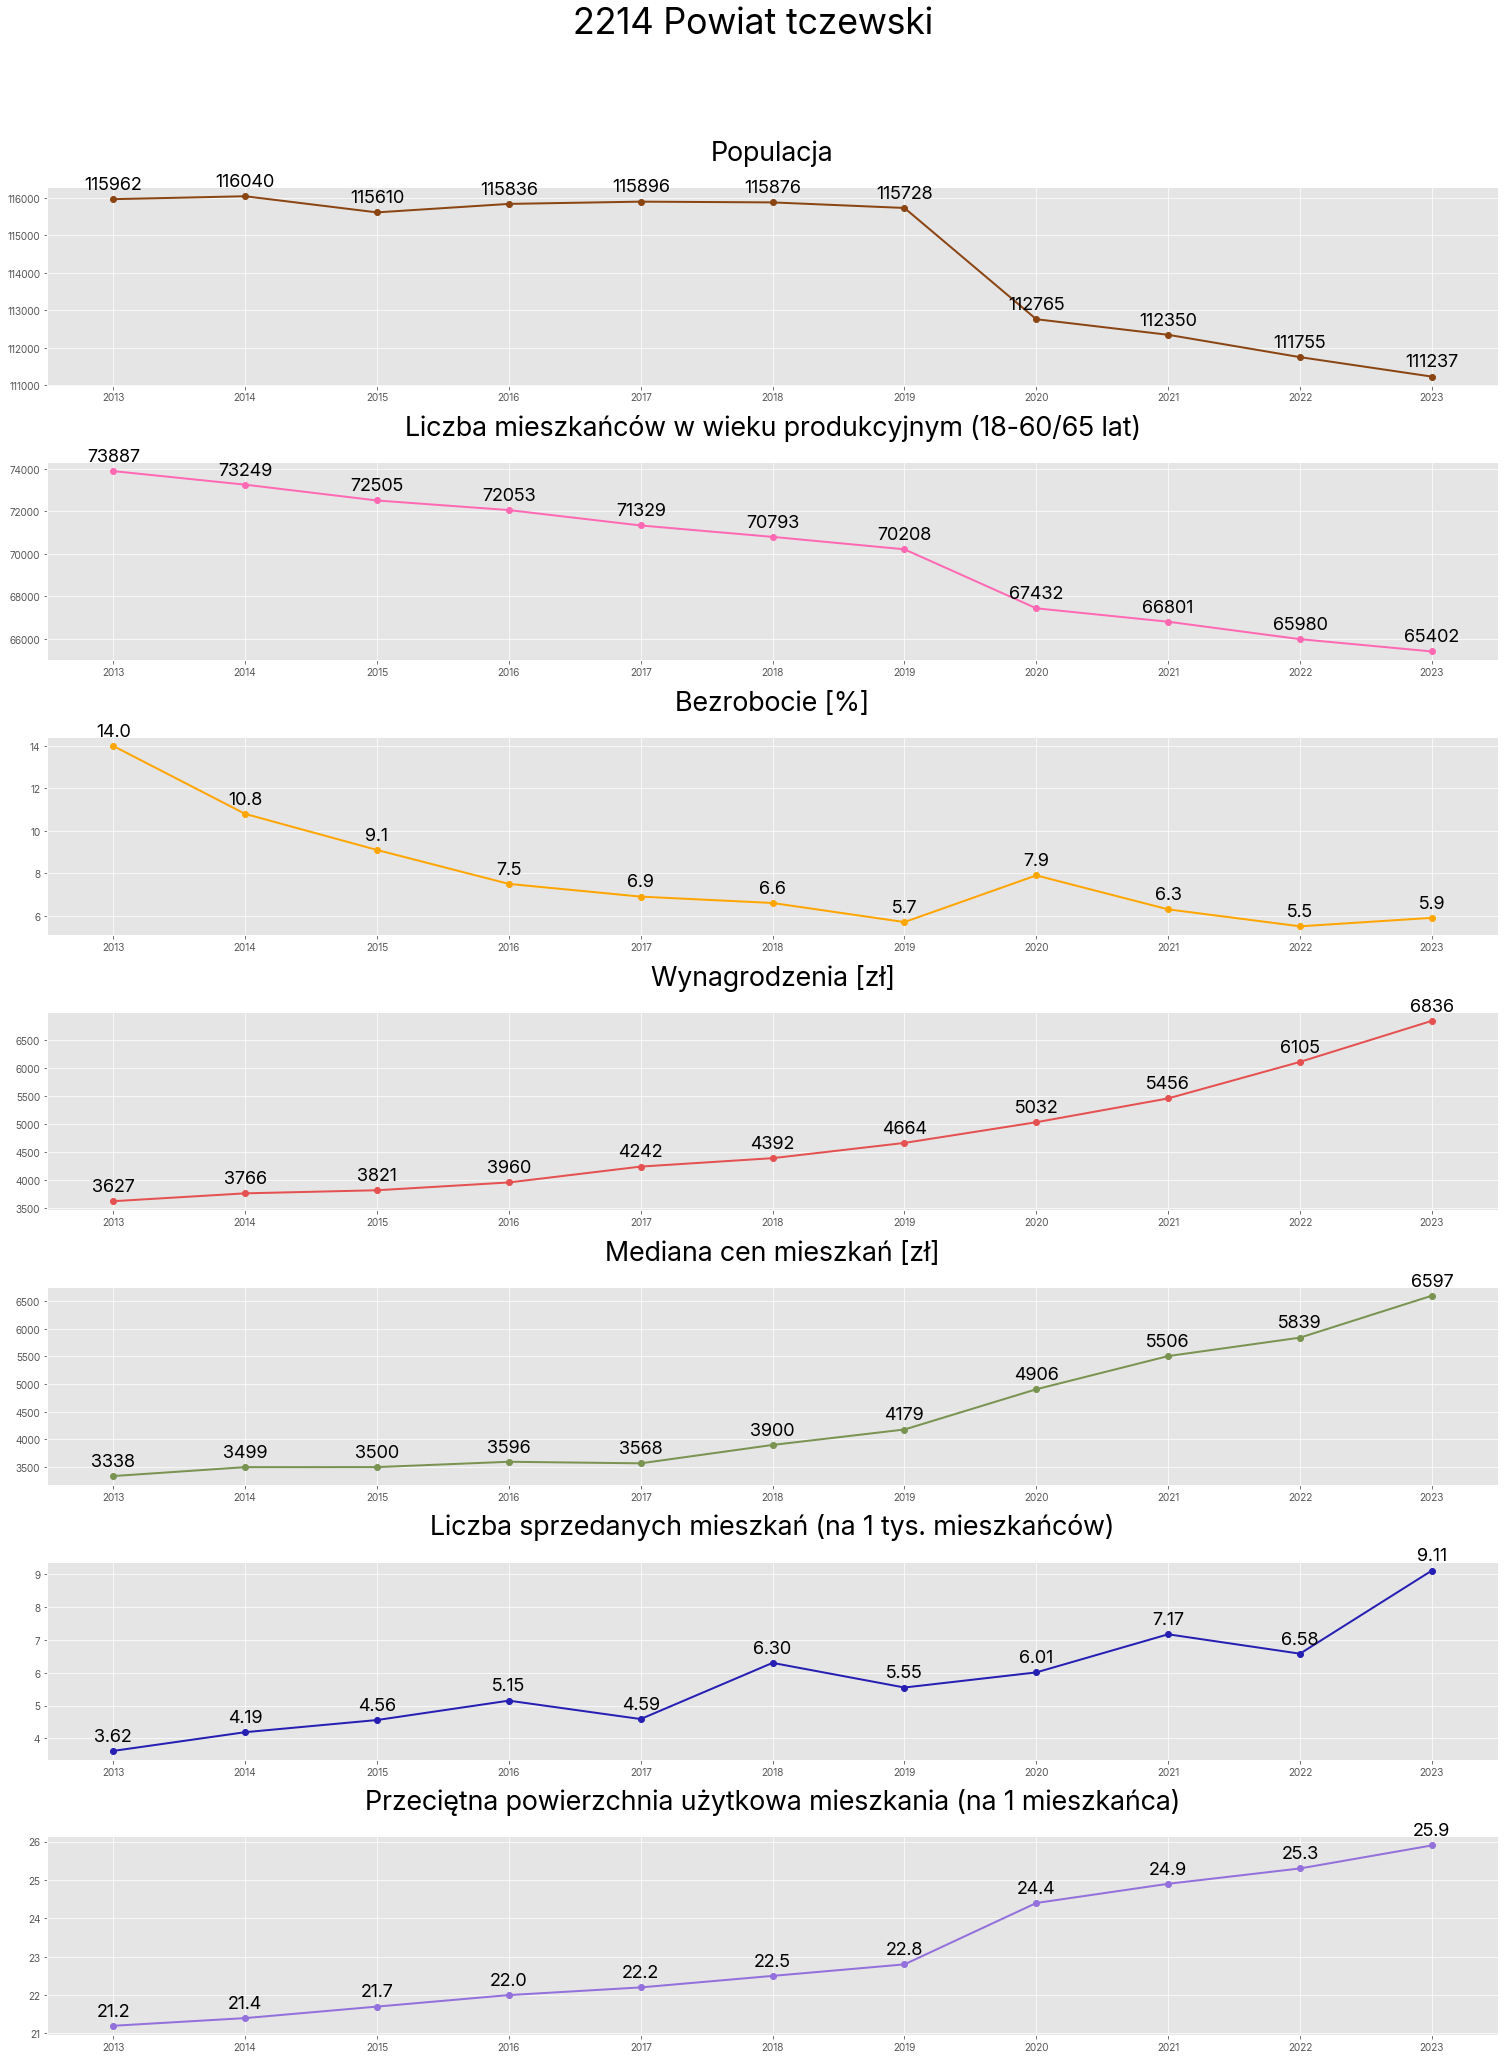 2214 Powiat tczewski
Populacja
115962 116040 115610 115836 115896 115876 115728 112765 112350 111755 111237
116000
115000
114000
113000
112000
111000
2013 2014 2015 2016 2017 2018 2019 2020 2021 2022 2023
Liczba mieszkańców w wieku produkcyjnym (18-60/65 lat)
73887 73249 72505 72053 71329 70793 70208 67432 66801 65980 65402
74000
72000
70000
68000
66000
2013 2014 2015 2016 2017 2018 2019 2020 2021 2022 2023
Bezrobocie [%]
14.0 10.8 9.1 7.5 6.9 6.6 5.7 7.9 6.3 5.5 5.9
14
12
10
8
6
2013 2014 2015 2016 2017 2018 2019 2020 2021 2022 2023
Wynagrodzenia [zł]
3627 3766 3821 3960 4242 4392 4664 5032 5456 6105 6836
6500
6000
5500
5000
4500
4000
3500
2013 2014 2015 2016 2017 2018 2019 2020 2021 2022 2023
Mediana cen mieszkań [zł]
3338 3499 3500 3596 3568 3900 4179 4906 5506 5839 6597
6500
6000
5500
5000
4500
4000
3500
2013 2014 2015 2016 2017 2018 2019 2020 2021 2022 2023
Liczba sprzedanych mieszkań (na 1 tys. mieszkańców)
3.62 4.19 4.56 5.15 4.59 6.30 5.55 6.01 7.17 6.58 9.11
9
8
7
6
5
4
2013 2014 2015 2016 2017 2018 2019 2020 2021 2022 2023
Przeciętna powierzchnia użytkowa mieszkania (na 1 mieszkańca)
21.2 21.4 21.7 22.0 22.2 22.5 22.8 24.4 24.9 25.3 25.9
26
25
24
23
22
21
2013 2014 2015 2016 2017 2018 2019 2020 2021 2022 2023